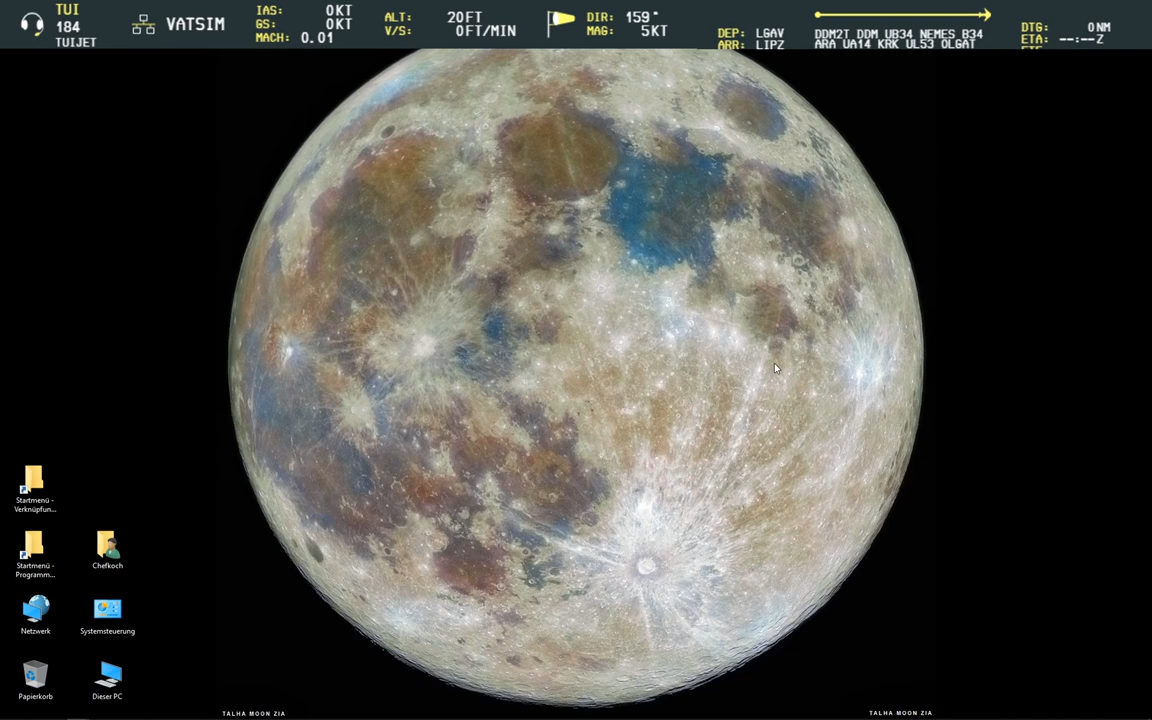 TUI
184
TUIJET
VATSIM
IAS: 0KT
GS: 0KT
MACH: 0.01
ALT: 20FT
V/S: 0FT/MIN
DIR: 159°
MAG: 5KT
DEP: LGAV
ARR: LIPZ
DDM2T DDM UB34 NEMES B34
ARA UA14 KRK UL53 OLGAT
DTG: 0NM
ETA: --:--Z
Startmenü -
Verknüpfun...
Startmenü -
Programm...
Chefkoch
Netzwerk
Systemsteuerung
Papierkorb
Dieser PC
TALHA MOON ZIA
TALHA MOON ZIA